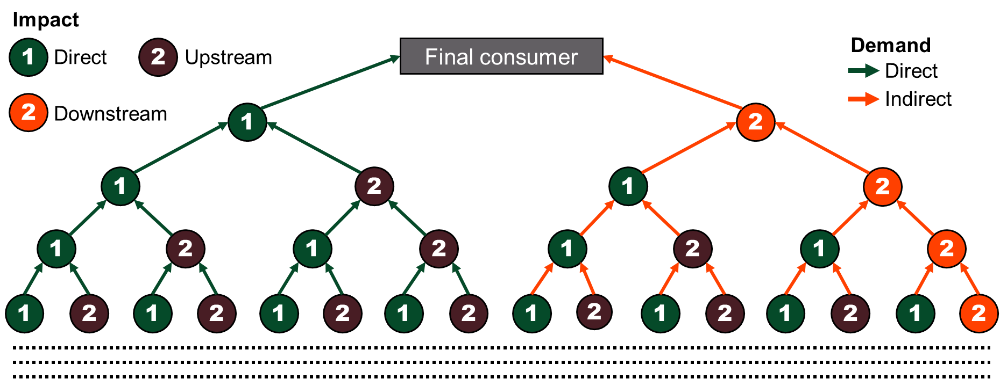 Impact
1 Direct 2 Upstream
2 Downstream
Final consumer
Demand
Direct
Indirect
1 2
1 2 1 2
1 2 1 2 1 2 1 2
1 2 1 2 1 2 1 2 1 2 1 2 1 2 1 2